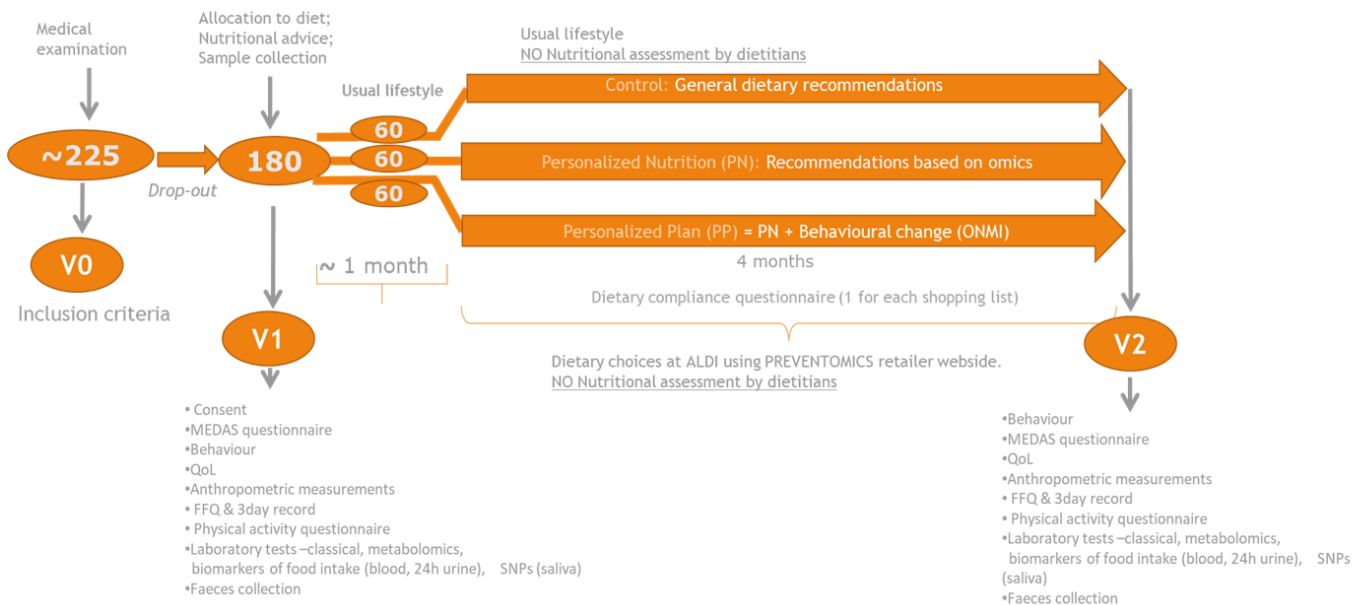 Medical
examination
Allocation to diet;
Nutritional advice;
Sample collection
Usual lifestyle
NO Nutritional assessment by dietitians
Usual lifestyle
Control: General dietary recommendations
60
~225
Drop-out
180
60
Personalized Nutrition (PN): Recommendations based on omics
60
Personalized Plan (PP) = PN + Behavioural change (ONMI)
V0
Inclusion criteria
~ 1 month
4 months
Dietary compliance questionnaire (1 for each shopping list)
V1
V2
Dietary choices at ALDI using PREVENTOMICS retailer webside.
NO Nutritional assessment by dietitians
• Consent
•MEDAS questionnaire
•Behaviour
•QoL
•Anthropometric measurements
• FFQ & 3day record
• Physical activity questionnaire
•Laboratory tests –classical, metabolomics,
biomarkers of food intake (blood, 24h urine), SNPs (saliva)
•Faeces collection
•Behaviour
•MEDAS questionnaire
•QoL
•Anthropometric measurements
• FFQ & 3day record
• Physical activity questionnaire
•Laboratory tests –classical, metabolomics,
biomarkers of food intake (blood, 24h urine), SNPs
(saliva)
•Faeces collection